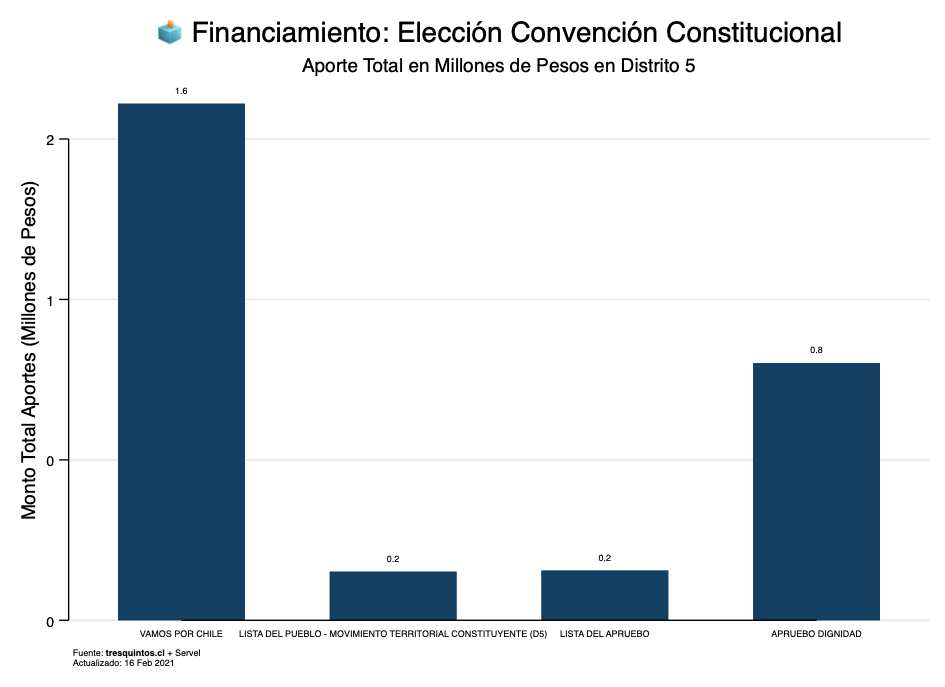 Financiamiento: Elección Convención Constitucional
Aporte Total en Millones de Pesos en Distrito 5
Monto Total Aportes (Millones de Pesos)
2
1
0
0
1.6
0.2
0.2
0.8
VAMOS POR CHILE
LISTA DEL PUEBLO - MOVIMIENTO TERRITORIAL CONSTITUYENTE (D5)
LISTA DEL APRUEBO
APRUEBO DIGNIDAD
Fuente: tresquintos.cl + Servel
Actualizado: 16 Feb 2021